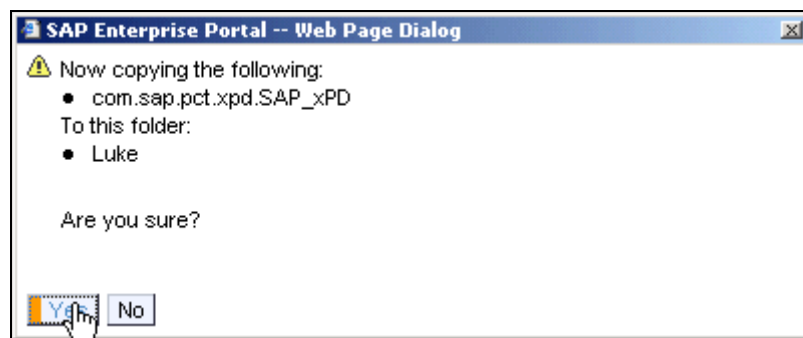 SAP Enterprise Portal -- Web Page Dialog
Now copying the following:
● com.sap.pct.xpd.SAP_xPD
To this folder:
● Luke
Are you sure?
Yes No